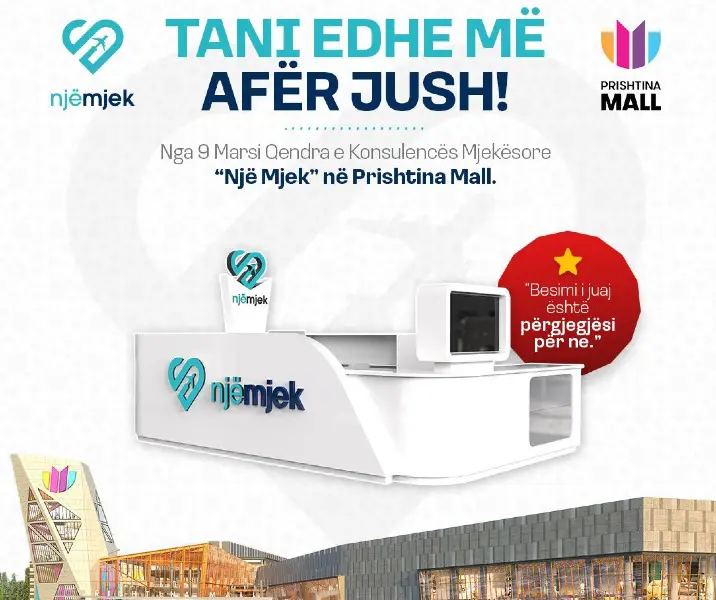 njëmjek
TANI EDHE MË
AFËR JUSH!
PRISHTINA
MALL
Nga 9 Marsi Qendra e Konsulencës Mjekësore
“Një Mjek” në Prishtina Mall.
njëmjek
"Besimi i juaj
është
përgjegjësi
për ne."
njëmjek